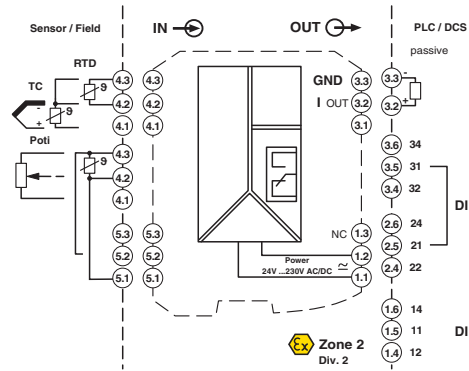 Sensor / Field IN OUT PLC / DCS
passive
RTD
TC
- +
ϑ ϑ
4.3 4.3 GND 3.3 3.3 -
4.2 4.2 I OUT 3.2 3.2 +
4.1 4.1 3.1
Poti
ϑ
4.3 3.6 34
4.2 3.5 31
4.1 3.4 32
DI
5.3 5.3 NC 1.3 2.6 24
5.2 5.2 1.2 2.5 21
Power
24V ...230V AC/DC
5.1 5.1 1.1 2.4 22
1.6 14
Ex Zone 2 1.5 11 DI
Div. 2 1.4 12